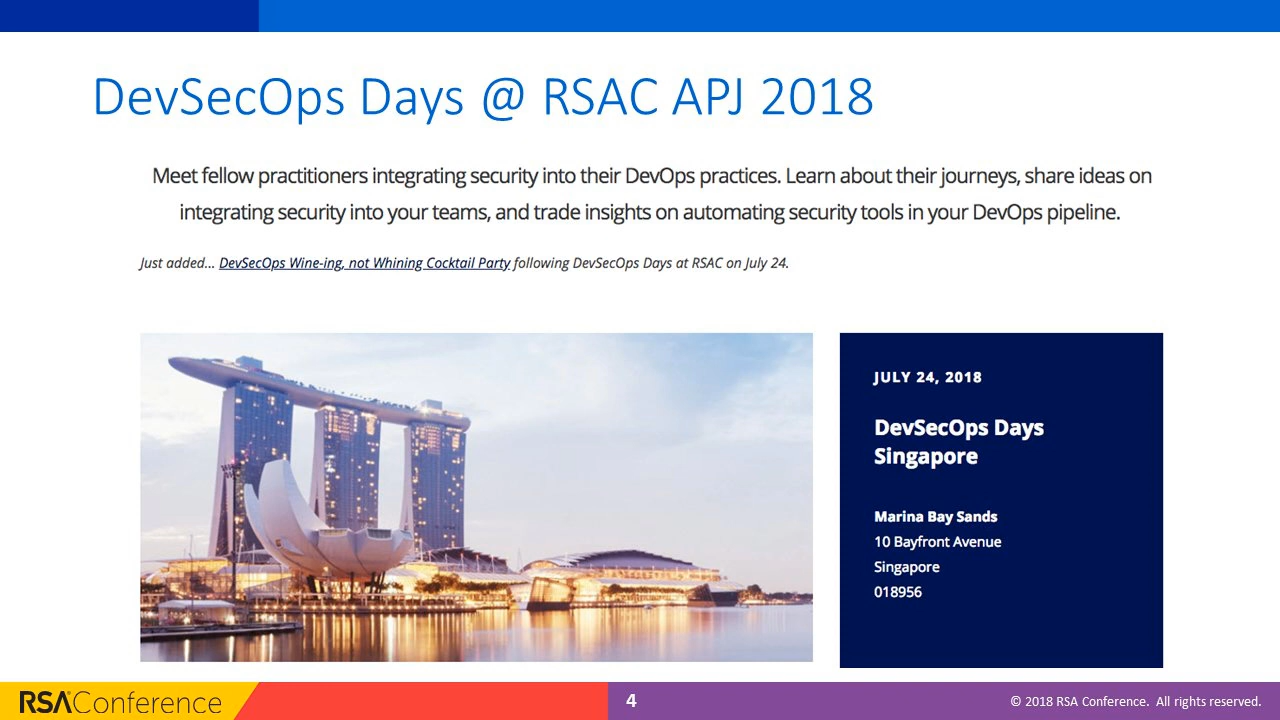 DevSecOps Days @ RSAC APJ 2018
Meet fellow practitioners integrating security into their DevOps practices. Learn about their journeys, share ideas on
integrating security into your teams, and trade insights on automating security tools in your DevOps pipeline.
Just added... DevSecOps Wine-ing, not Whining Cocktail Party following DevSecOps Days at RSAC on July 24.
JULY 24, 2018
DevSecOps Days
Singapore
Marina Bay Sands
10 Bayfront Avenue
Singapore
018956
RSAConference
4
© 2018 RSA Conference. All rights reserved.